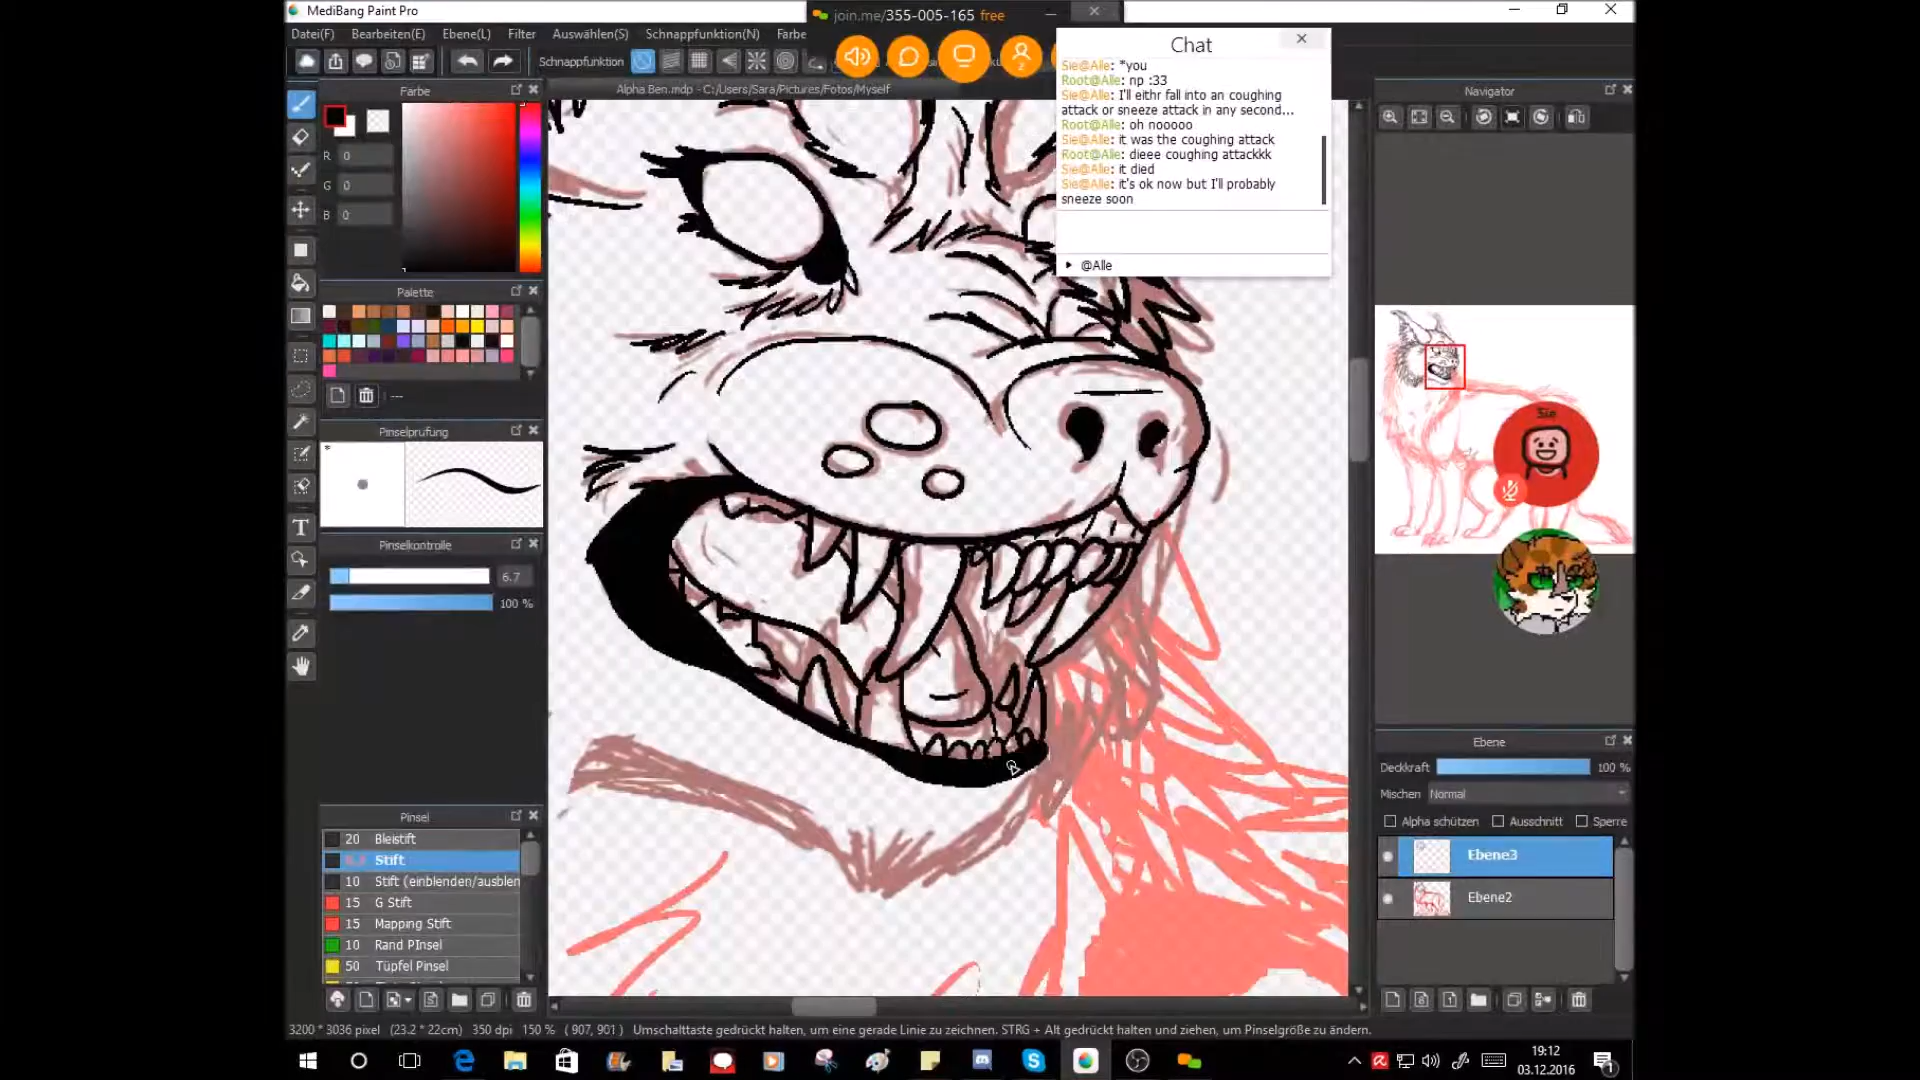 MediBang Paint Pro
join.me/355-005-165 free
Datei(F) Bearbeiten(E) Ebene(L) Filter Auswählen(S) Schnappfunktion(N) Farbe
Schnappfunktion
Chat
Sie@Alle: *you
Root@Alle: np :33
Sie@Alle: I'll eithr fall into an coughing
attack or sneeze attack in any second...
Root@Alle: oh nooooo
Sie@Alle: it was the coughing attack
Root@Alle: dieee coughing attackkk
Sie@Alle: it died
Sie@Alle: it's ok now but I'll probably
sneeze soon
@Alle
Alpha Ben.mdp - C:/Users/Sara/Pictures/Fotos/Myself
Farbe
R 0
G 0
B 0
Palette
---
Pinselprüfung
*
Pinselkontrolle
6.7
100 %
Pinsel
20 Bleistift
Stift
10 Stift (einblenden/ausblen
15 G Stift
15 Mapping Stift
10 Rand PInsel
50 Tüpfel Pinsel
Navigator
Sie
Ebene
Deckkraft 100 %
Mischen Normal
Alpha schützen Ausschnitt Sperre
Ebene3
Ebene2
3200 * 3036 pixel (23.2 * 22cm) 350 dpi 150 % ( 907, 901 ) Umschalttaste gedrückt halten, um eine gerade Linie zu zeichnen. STRG + Alt gedrückt halten und ziehen, um Pinselgröße zu ändern.
19:12
03.12.2016